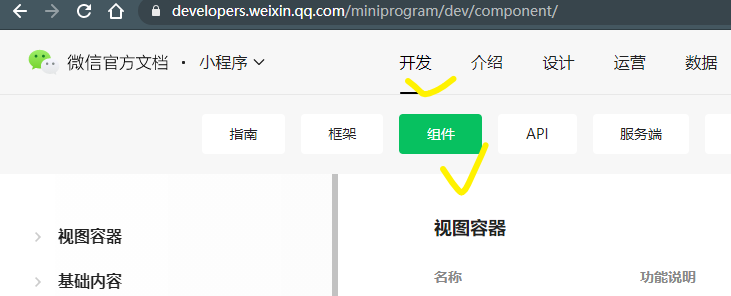 developers.weixin.qq.com/miniprogram/dev/component/
微信官方文档 · 小程序 开发 介绍 设计 运营 数据
指南 框架 组件 API 服务端
视图容器
视图容器
基础内容
名称 功能说明